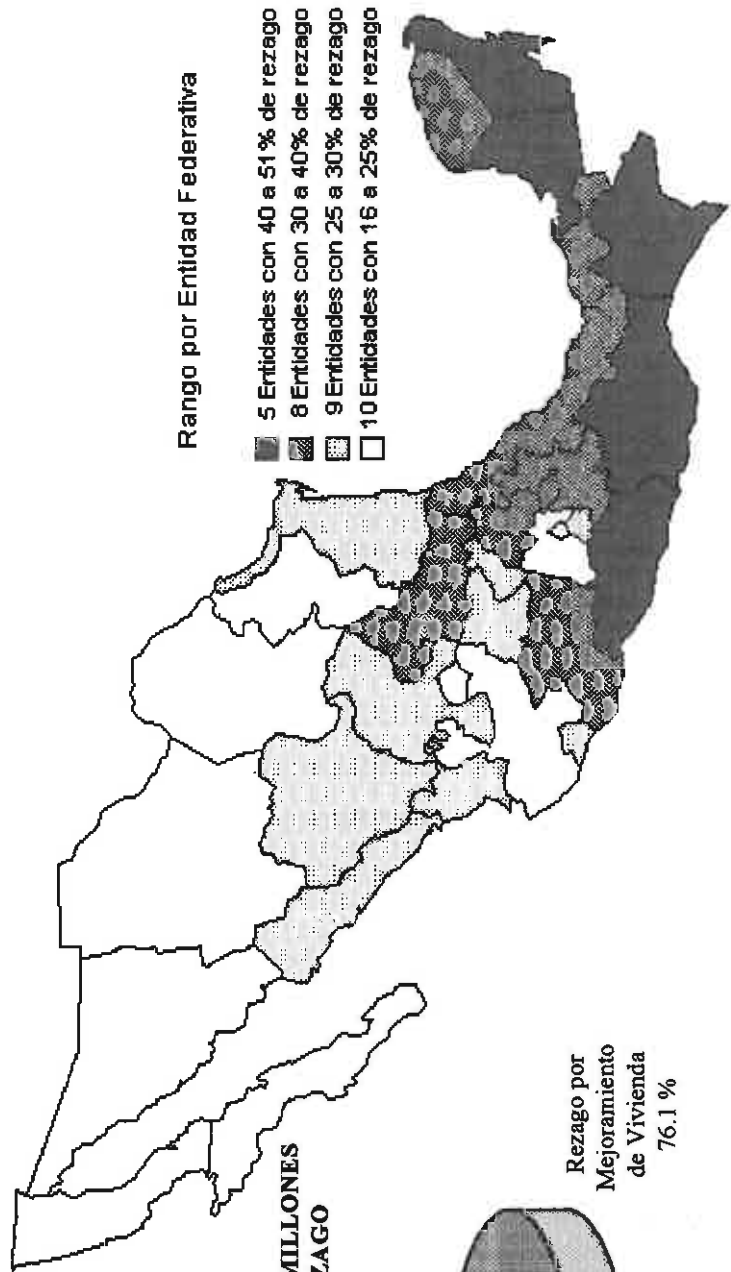 Rango por Entidad Federativa
5 Entidades con 40 a 51% de rezago
8 Entidades con 30 a 40% de rezago
9 Entidades con 25 a 30% de rezago
10 Entidades con 16 a 25% de rezago
MILLONES
ZAGO
Rezago por
Mejoramiento
de Vivienda
76.1 %